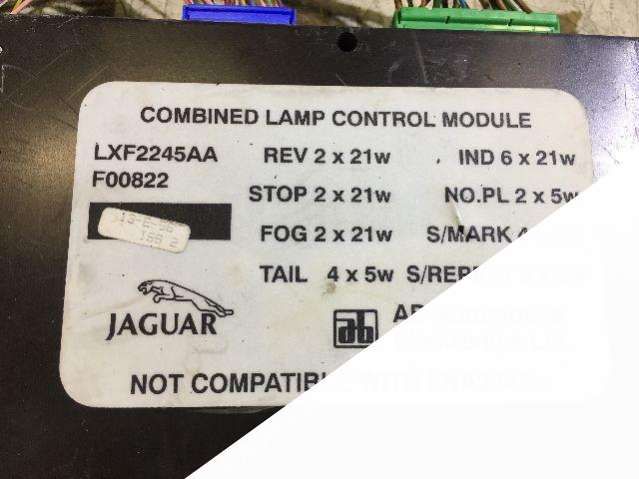 COMBINED LAMP CONTROL MODULE
LXF2245AA REV 2 x 21w IND 6 x 21w
F00822 STOP 2 x 21w NO.PL 2 x 5w
FOG 2 x 21w S/MARK
TAIL 4 x 5w
JAGUAR ab
NOT